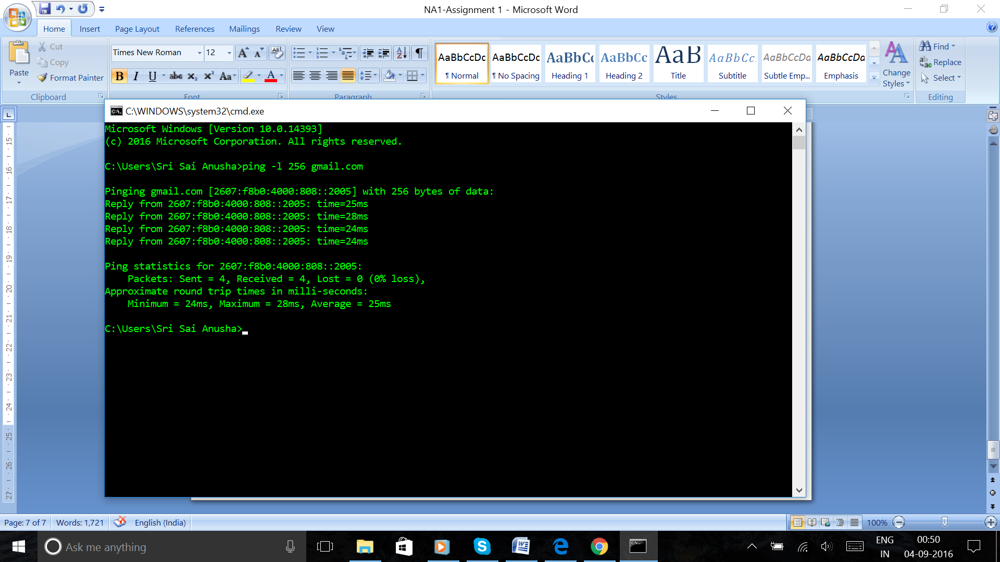 NA1-Assignment 1 - Microsoft Word
Home Insert Page Layout References Mailings Review View
Paste
Cut
Copy
Format Painter
Clipboard
Times New Roman 12
B I U abc x₂ x² Aa A
Font
Paragraph
AaBbCcDc AaBbCcDc AaBbCc AaBbCc AaB AaBbCc. AaBbCcDa AaBbCcDa
¶ Normal ¶ No Spacing Heading 1 Heading 2 Title Subtitle Subtle Emp... Emphasis
Change Styles
Styles
Find
Replace
Select
Editing
C:\WINDOWS\system32\cmd.exe
Microsoft Windows [Version 10.0.14393]
(c) 2016 Microsoft Corporation. All rights reserved.
C:\Users\Sri Sai Anusha>ping -l 256 gmail.com
Pinging gmail.com [2607:f8b0:4000:808::2005] with 256 bytes of data:
Reply from 2607:f8b0:4000:808::2005: time=25ms
Reply from 2607:f8b0:4000:808::2005: time=28ms
Reply from 2607:f8b0:4000:808::2005: time=24ms
Reply from 2607:f8b0:4000:808::2005: time=24ms
Ping statistics for 2607:f8b0:4000:808::2005:
Packets: Sent = 4, Received = 4, Lost = 0 (0% loss),
Approximate round trip times in milli-seconds:
Minimum = 24ms, Maximum = 28ms, Average = 25ms
C:\Users\Sri Sai Anusha>
15
16
17
18
19
20
21
22
23
24
25
26
27
Page: 7 of 7 Words: 1,721 English (India) 100%
Ask me anything
ENG
IN
00:50
04-09-2016